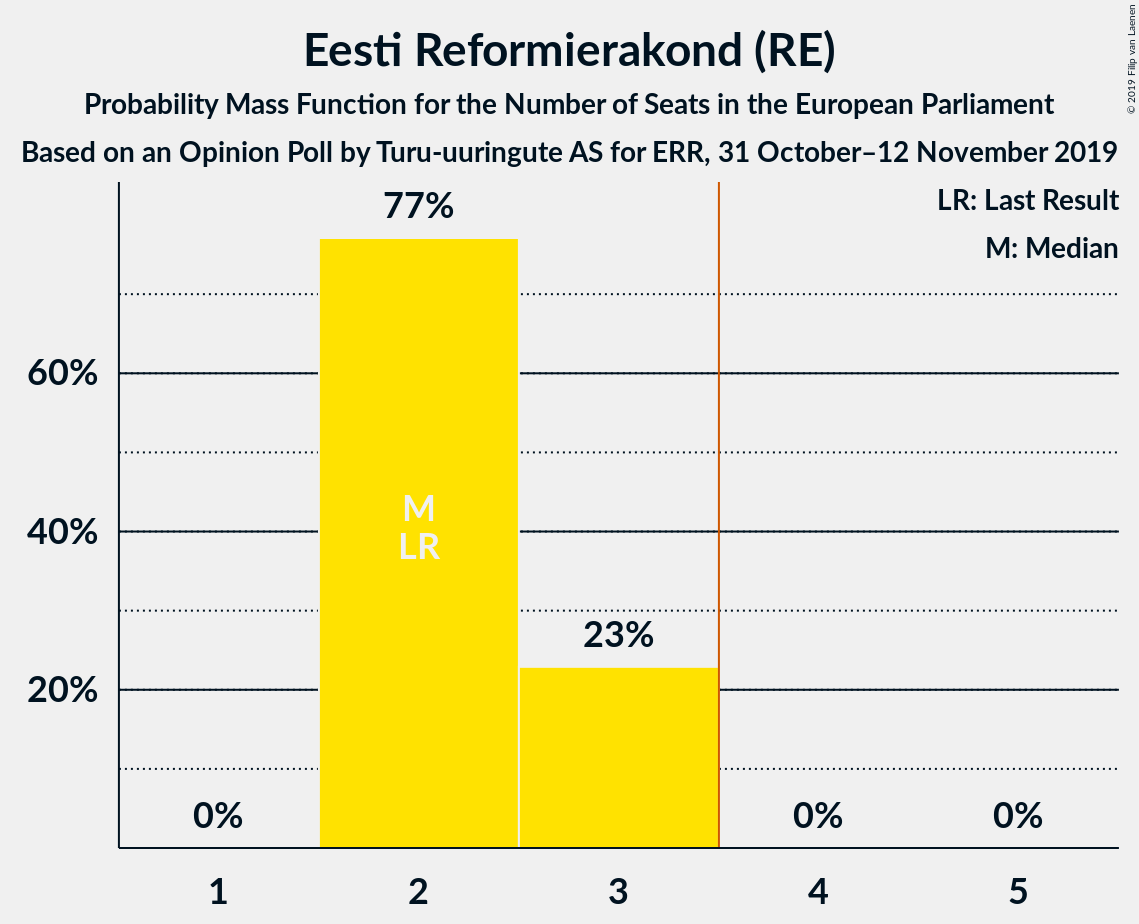 Eesti Reformierakond (RE)
Probability Mass Function for the Number of Seats in the European Parliament
Based on an Opinion Poll by Turu-uuringute AS for ERR, 31 October–12 November 2019
© 2019 Filip van Laenen
LR: Last Result
M: Median
77%
60%
M
40%
LR
23%
20%
0%
0%
0%
1
2
3
4
5